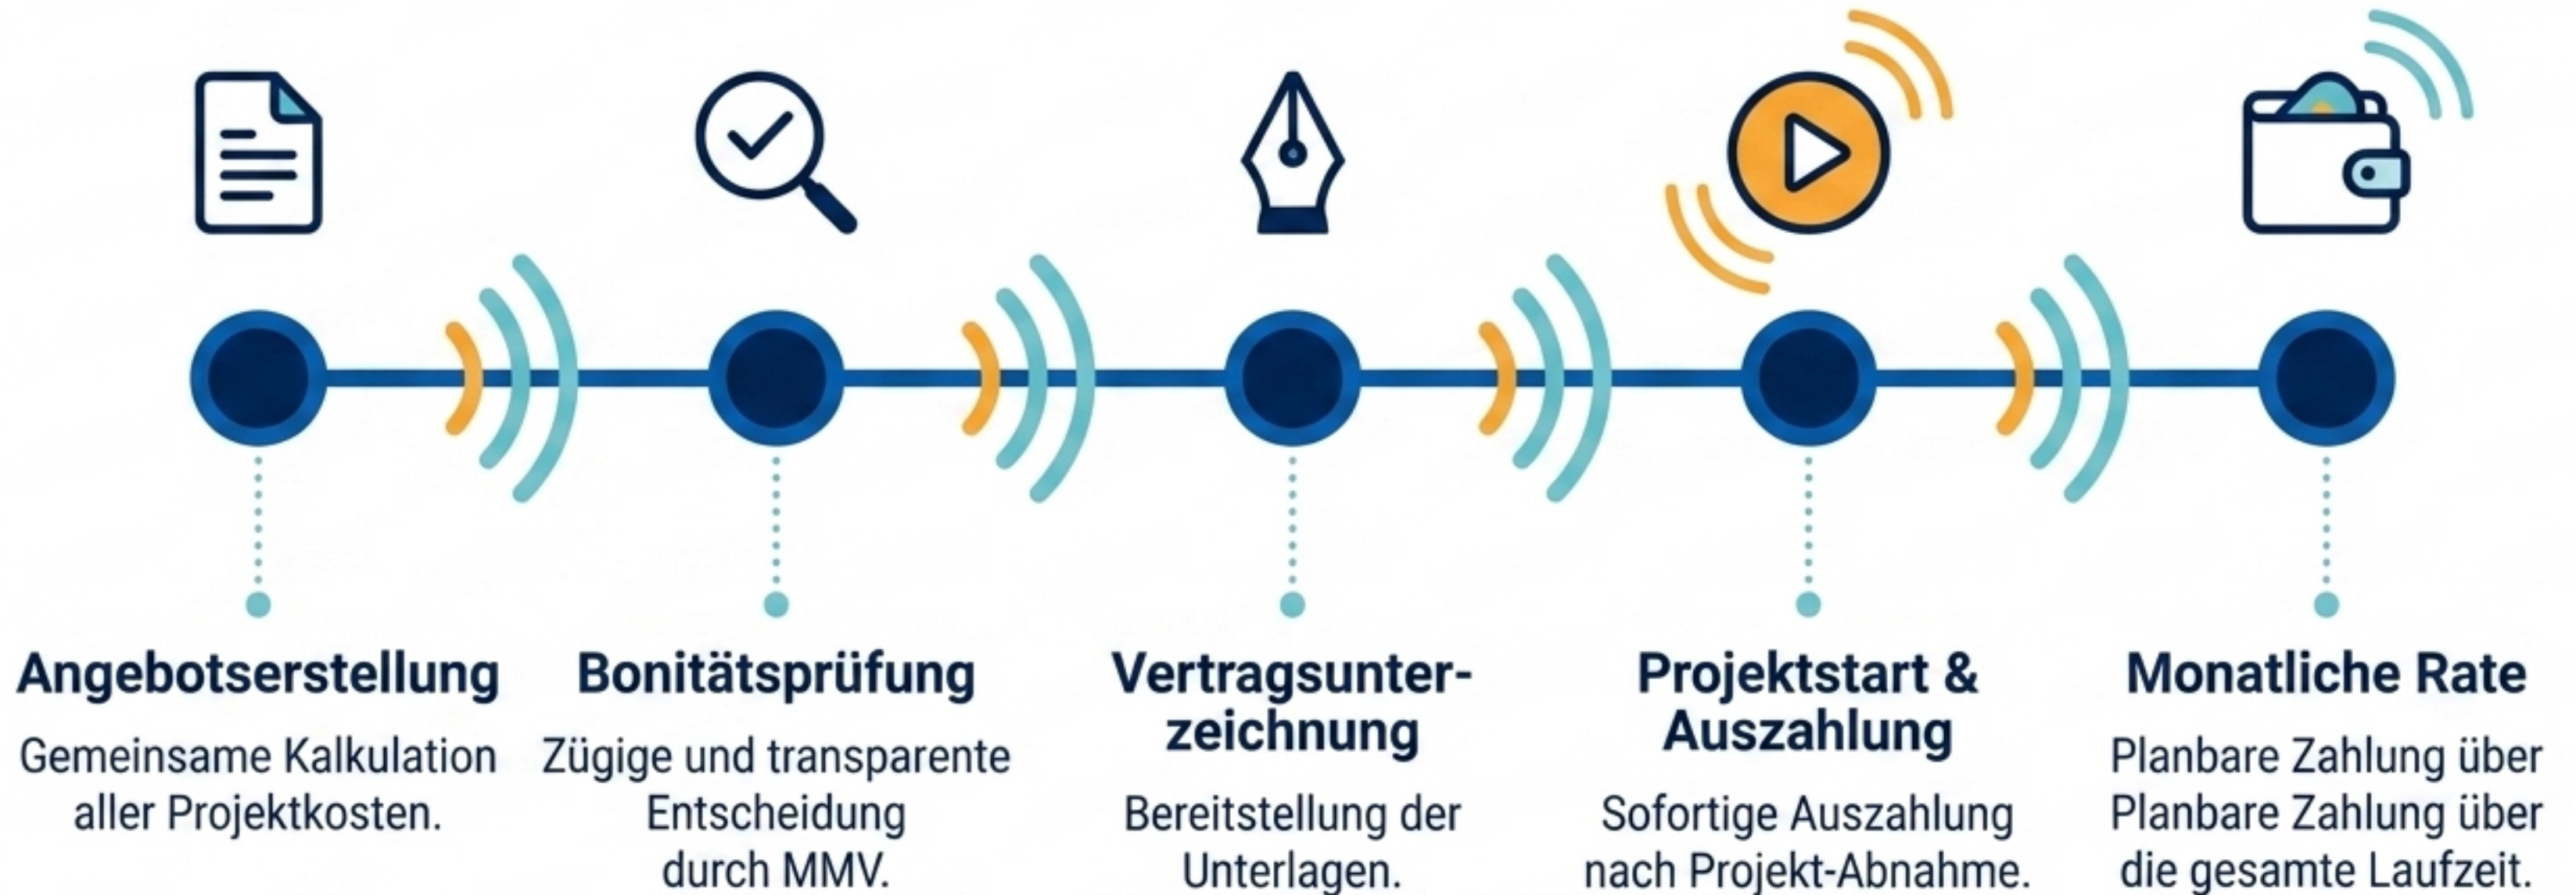 Angebotserstellung
Gemeinsame Kalkulation
aller Projektkosten.
Bonitätsprüfung
Zügige und transparente
Entscheidung
durch MMV.
Vertragsunter-
zeichnung
Bereitstellung der
Unterlagen.
Projektstart &
Auszahlung
Sofortige Auszahlung
nach Projekt-Abnahme.
Monatliche Rate
Planbare Zahlung über
Planbare Zahlung über
die gesamte Laufzeit.